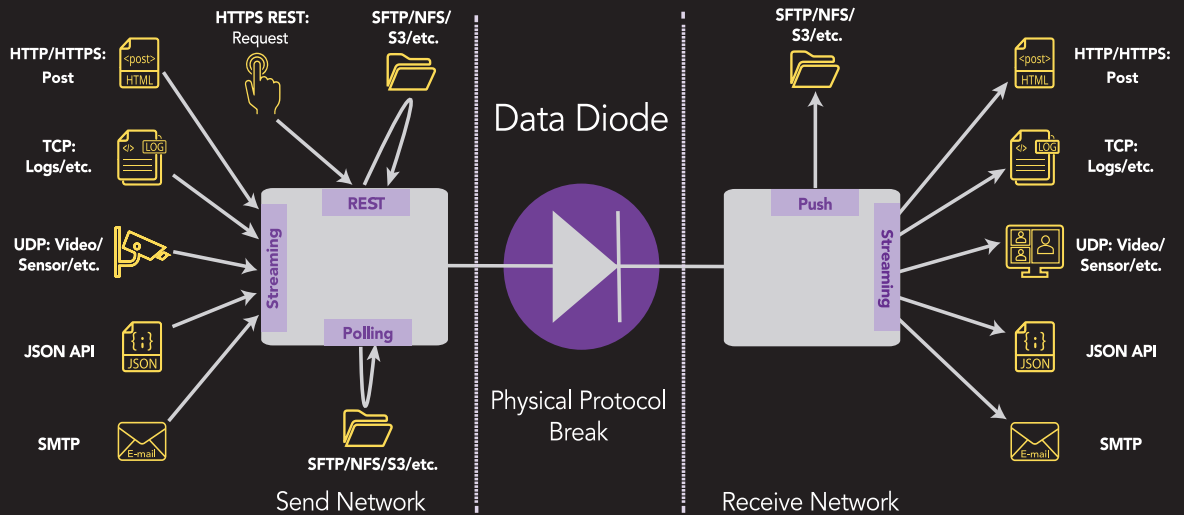 HTTPS REST:
Request
SFTP/NFS/
S3/etc.
HTTP/HTTPS:
Post
<post>
HTML
TCP:
Logs/etc.
</> LOG
UDP: Video/
Sensor/etc.
JSON API
{;}
JSON
SMTP
E-mail
REST
Streaming
Polling
SFTP/NFS/S3/etc.
Send Network
Data Diode
Physical Protocol
Break
SFTP/NFS/
S3/etc.
Push
Streaming
<post>
HTML
HTTP/HTTPS:
Post
</> LOG
TCP:
Logs/etc.
UDP: Video/
Sensor/etc.
{;}
JSON
JSON API
E-mail
SMTP
Receive Network